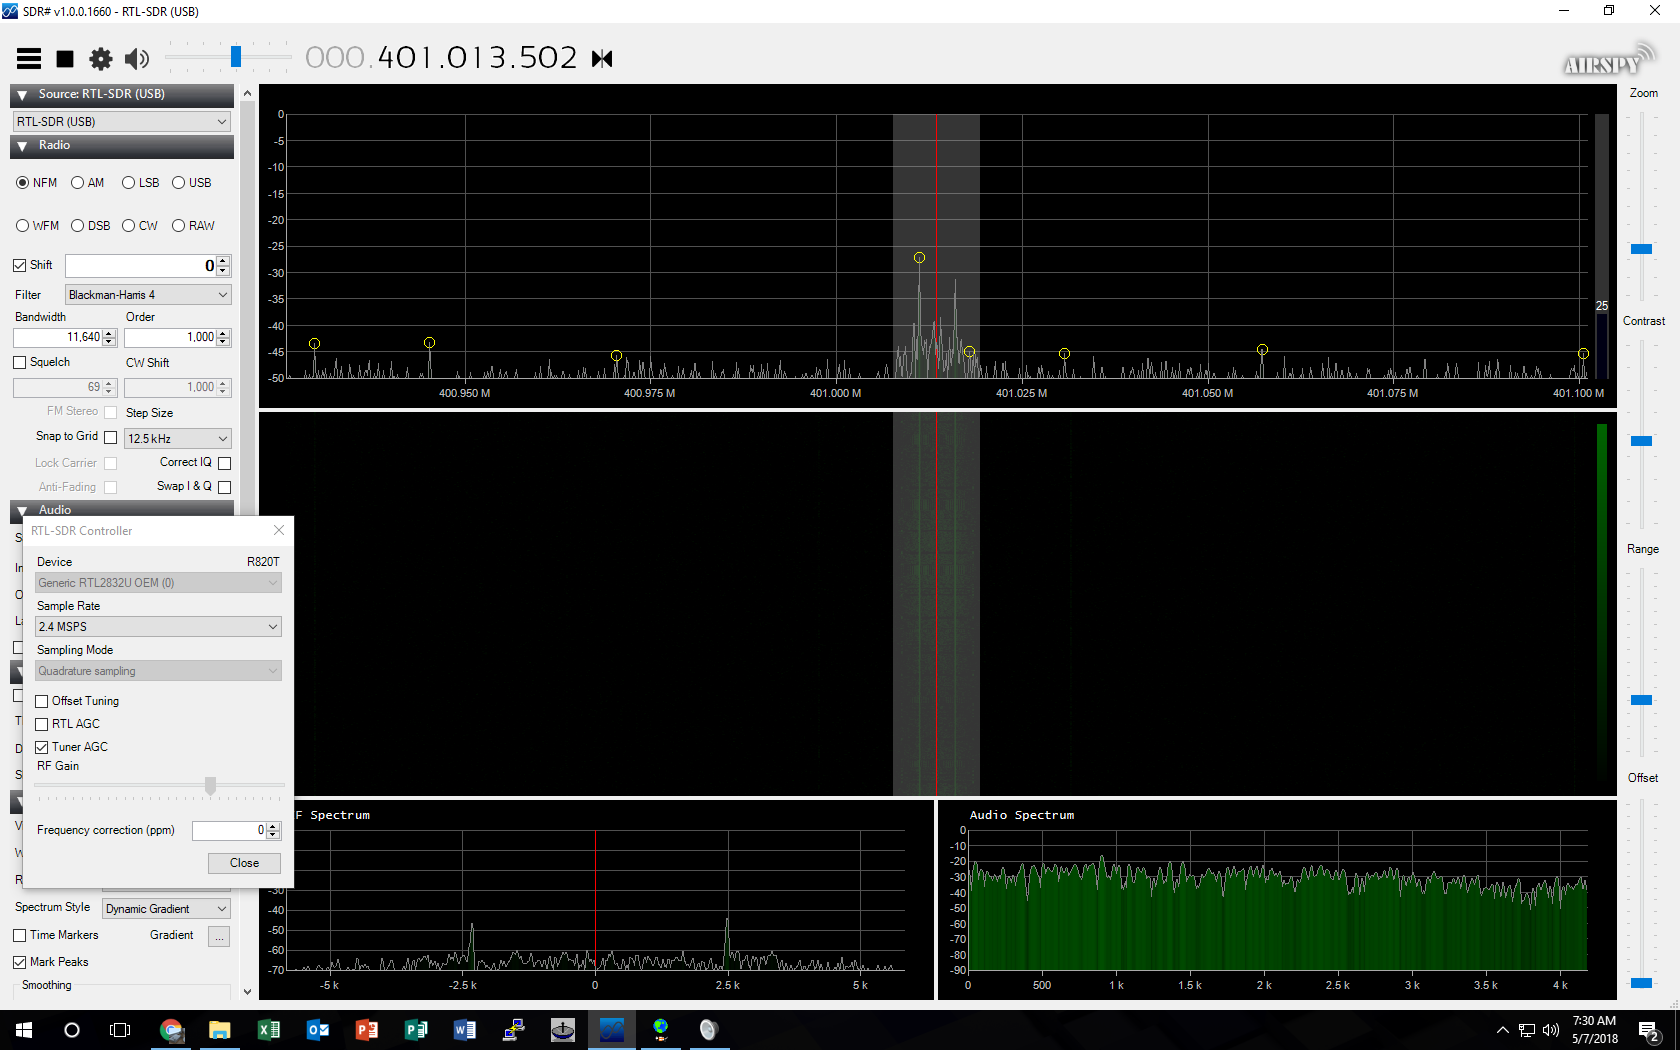 SDR# v1.0.0.1660 - RTL-SDR (USB)
000.401.013.502
AIRSPY
Source: RTL-SDR (USB)
RTL-SDR (USB)
Radio
NFM AM LSB USB
WFM DSB CW RAW
Shift 0
Filter Blackman-Harris 4
Bandwidth Order
11,640 1,000
Squelch CW Shift
69 1,000
FM Stereo Step Size
Snap to Grid 12.5 kHz
Lock Carrier Correct IQ
Anti-Fading Swap I & Q
Audio
RTL-SDR Controller
Device R820T
Generic RTL2832U OEM (0)
Sample Rate
2.4 MSPS
Sampling Mode
Quadrature sampling
Offset Tuning
RTL AGC
Tuner AGC
RF Gain
Frequency correction (ppm) 0
Close
Spectrum Style Dynamic Gradient
Time Markers Gradient ...
Mark Peaks
Smoothing
0
-5
-10
-15
-20
-25
-30
-35
-40
-45
-50
400.950 M 400.975 M 401.000 M 401.025 M 401.050 M 401.075 M 401.100 M
25
Zoom
Contrast
Range
Offset
F Spectrum
-30
-40
-50
-60
-70
-5 k -2.5 k 0 2.5 k 5 k
Audio Spectrum
0
-10
-20
-30
-40
-50
-60
-70
-80
-90
0 500 1 k 1.5 k 2 k 2.5 k 3 k 3.5 k 4 k
7:30 AM
5/7/2018
2